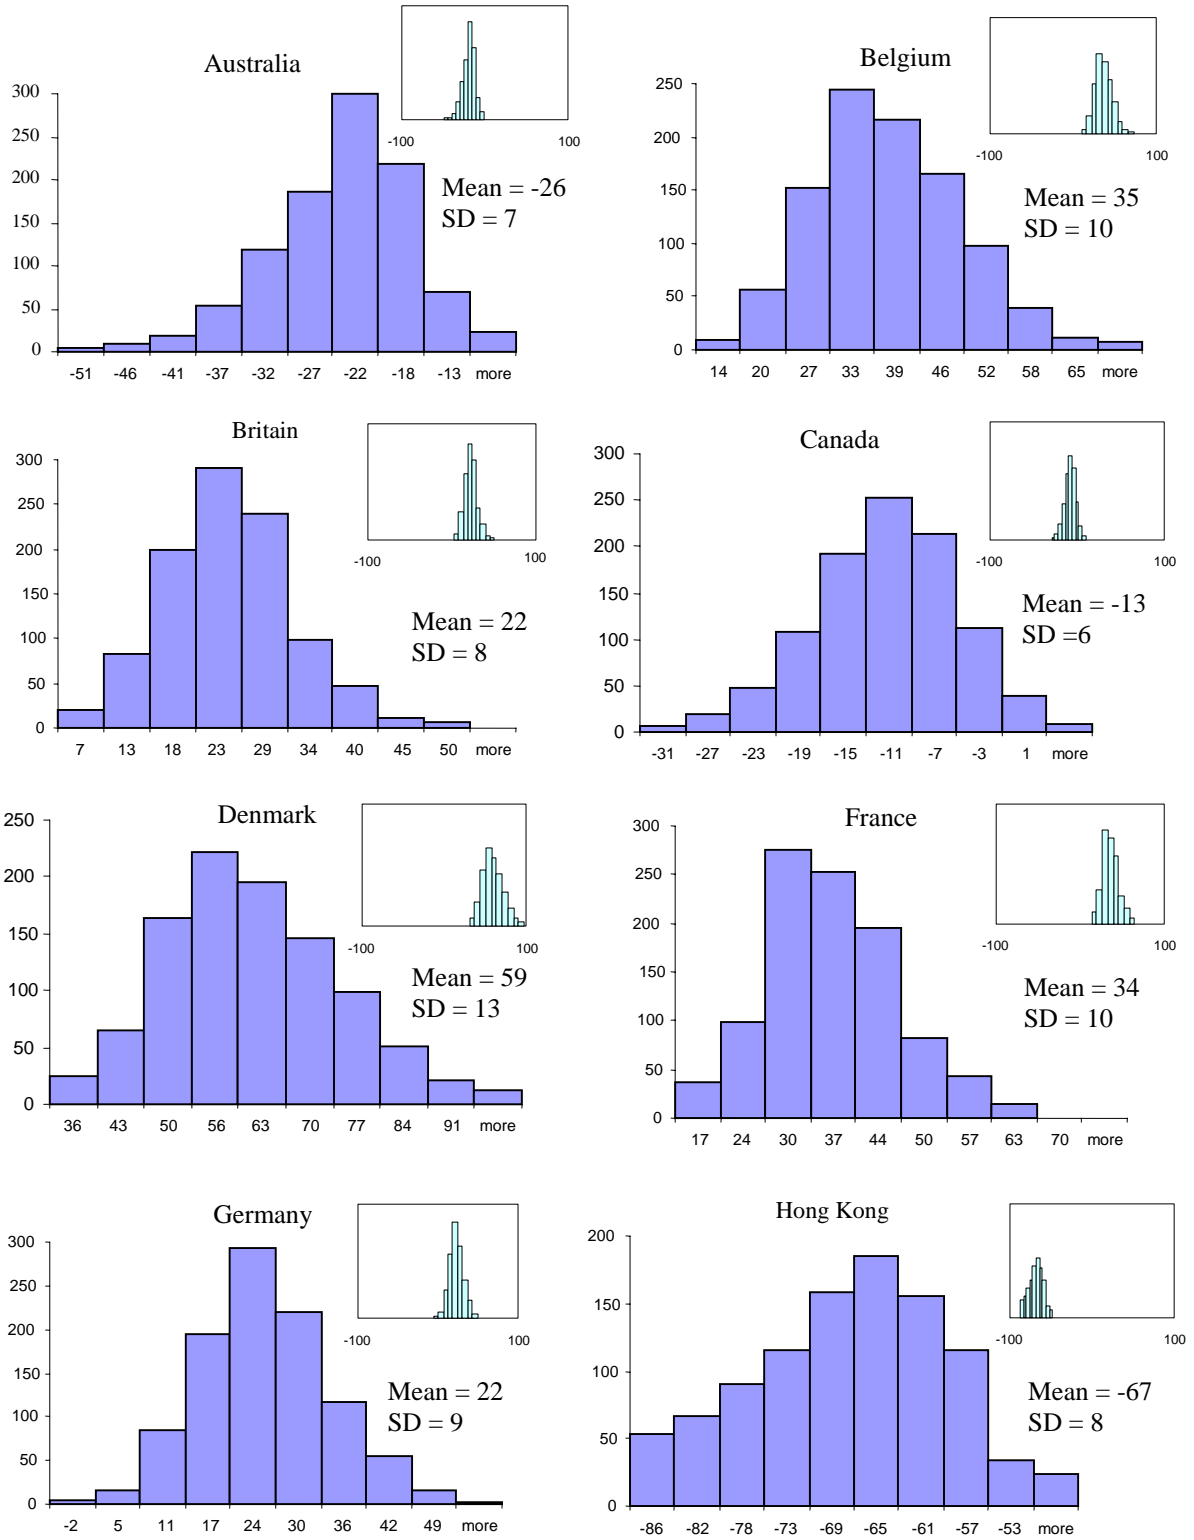 Australia
300
250
200
150
100
50
0
-51 -46 -41 -37 -32 -27 -22 -18 -13 more
-100 100
Mean = -26
SD = 7
Belgium
250
200
150
100
50
0
14 20 27 33 39 46 52 58 65 more
-100 100
Mean = 35
SD = 10
Britain
300
250
200
150
100
50
0
7 13 18 23 29 34 40 45 50 more
-100 100
Mean = 22
SD = 8
Canada
300
250
200
150
100
50
0
-31 -27 -23 -19 -15 -11 -7 -3 1 more
-100 100
Mean = -13
SD =6
Denmark
250
200
150
100
50
0
36 43 50 56 63 70 77 84 91 more
-100 100
Mean = 59
SD = 13
France
300
250
200
150
100
50
0
17 24 30 37 44 50 57 63 70 more
-100 100
Mean = 34
SD = 10
Germany
300
250
200
150
100
50
0
-2 5 11 17 24 30 36 42 49 more
-100 100
Mean = 22
SD = 9
Hong Kong
200
150
100
50
0
-86 -82 -78 -73 -69 -65 -61 -57 -53 more
-100 100
Mean = -67
SD = 8